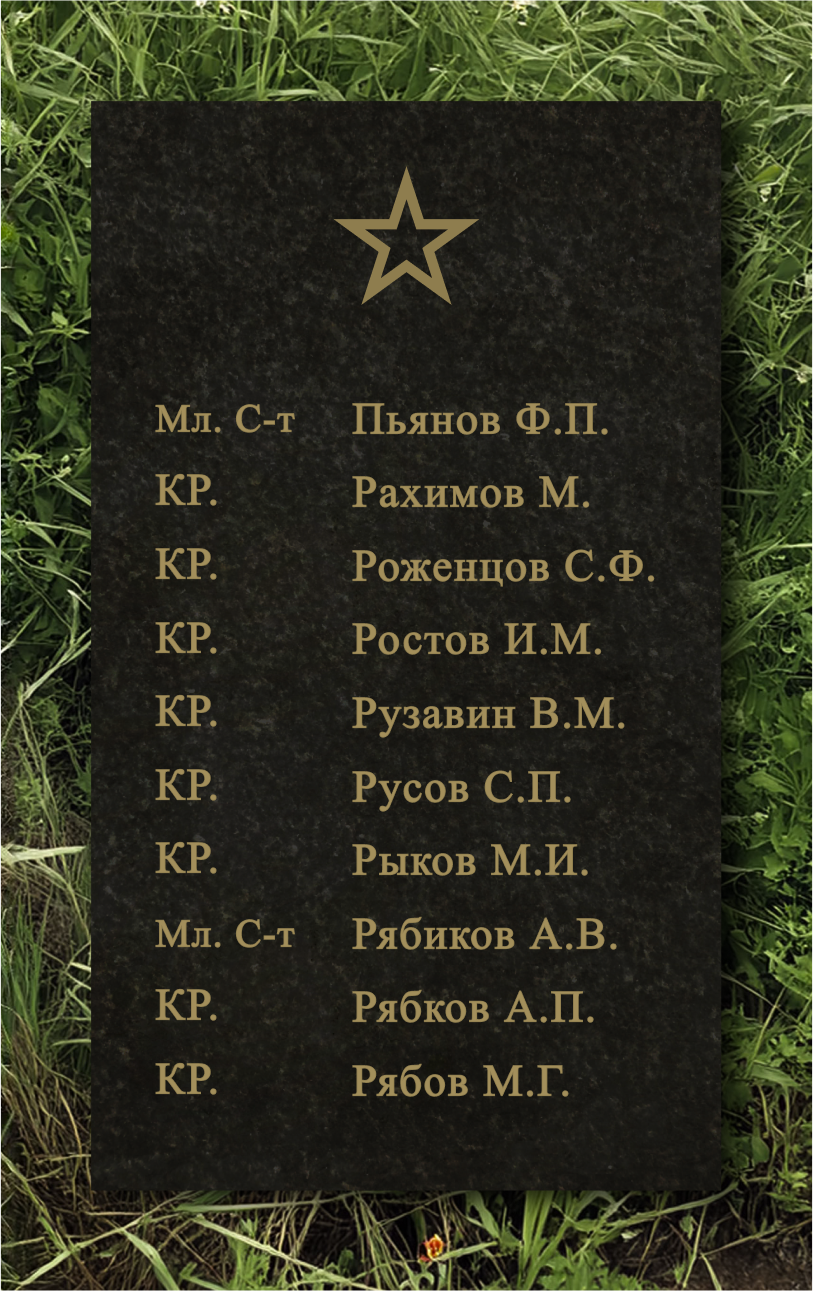 Мл. С-т Пьянов Ф.П.
КР. Рахимов М.
КР. Роженцов С.Ф.
КР. Ростов И.М.
КР. Рузавин В.М.
КР. Русов С.П.
КР. Рыков М.И.
Мл. С-т Рябиков А.В.
КР. Рябков А.П.
КР. Рябов М.Г.